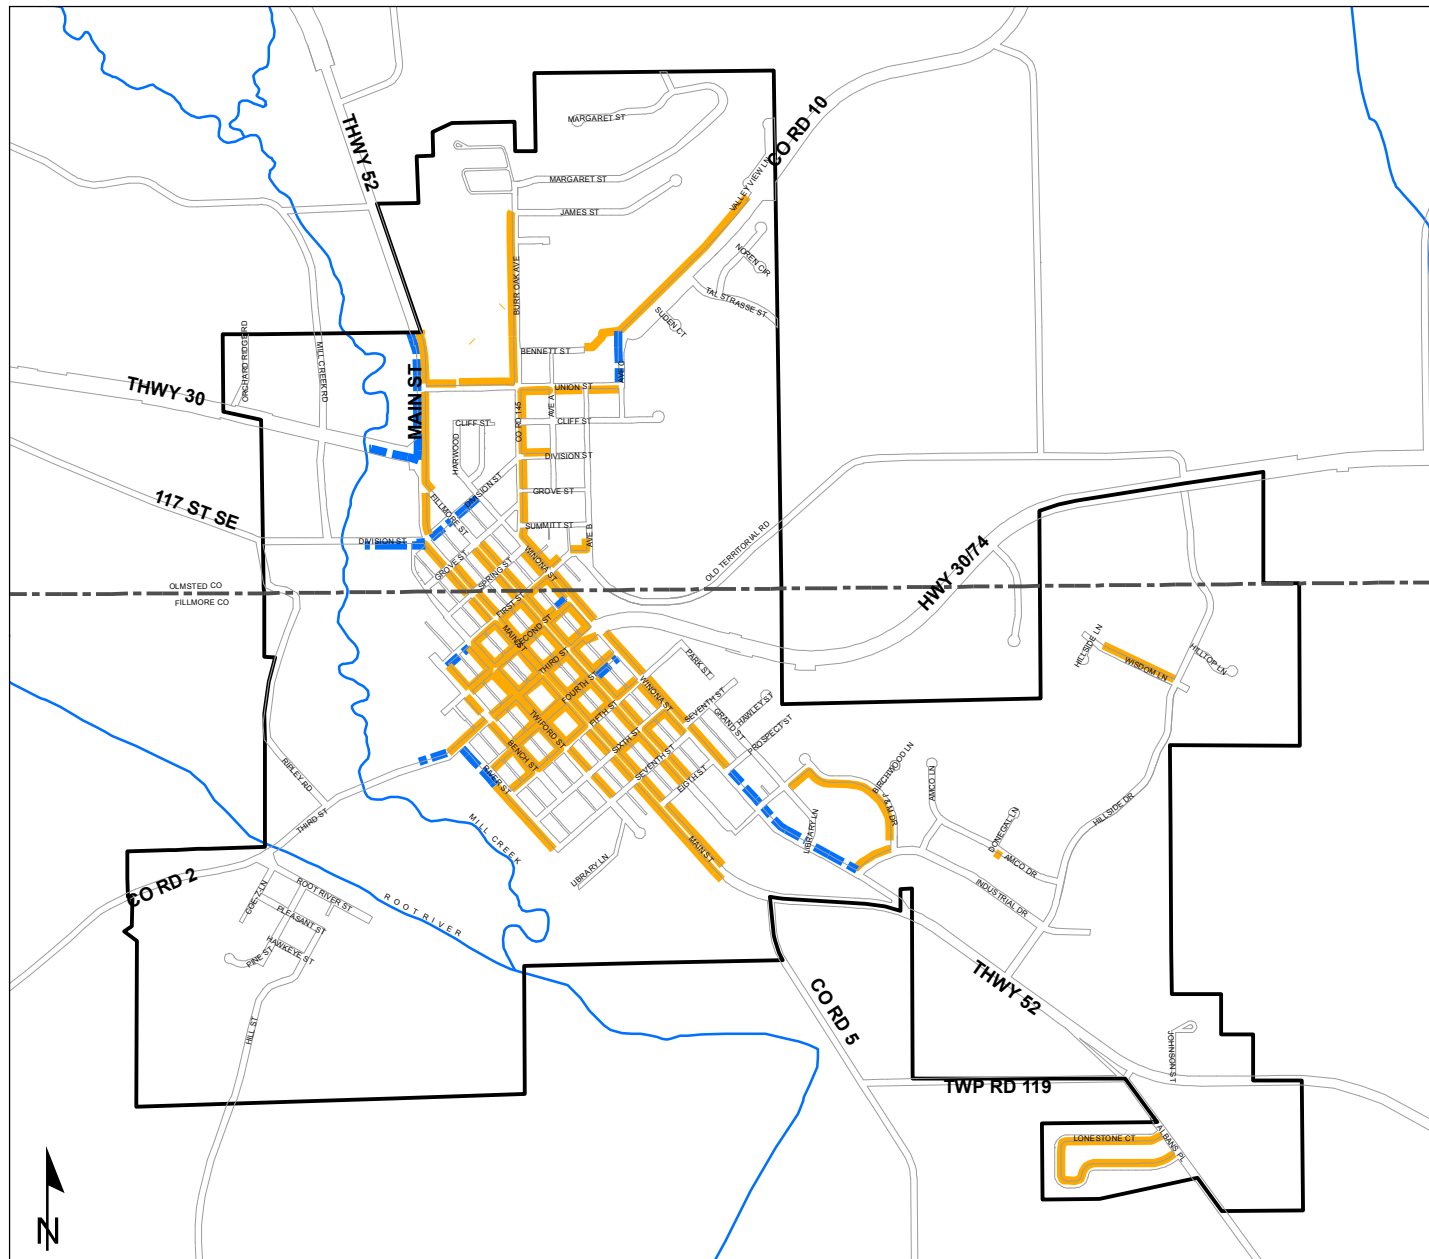 MARGARET ST
CO RD 10
THWY 52
VALLEY VIEW LN
MARGARET ST
JAMES ST
NOREN CIR
BURR OAK AVE
TAL STRASSE ST
SUDEN CT
ORCHARD RIDGE RD
MILL CREEK RD
BENNETT ST
THWY 30
MAIN ST
UNION ST
AVE A
CO RD 145
CLIFF ST
CLIFF ST
HARWOOD
DIVISION ST
DIVISION ST
GROVE ST
117 ST SE
FILLMORE ST
SUMMITT ST
AVE B
DIVISION ST
OLD TERRITORIAL RD
WINONA ST
GROVE ST
SPRING ST
HWY 30/74
OLMSTED CO
FILLMORE CO
FIRST ST
SECOND ST
MAIN ST
THIRD ST
HILLSIDE LN
WISDOM LN
HILLTOP LN
PARK ST
FOURTH ST
WINONA ST
TWIFORD ST
FIFTH ST
SEVENTH ST
GRAND ST
HAWLEY ST
PROSPECT ST
SIXTH ST
BENCH ST
SEVENTH ST
EIGTH ST
RIVER ST
RIPLEY RD
BIRCHWOOD LN
AMCO LN
HILLSIDE DR
THIRD ST
MILL CREEK
LIBRARY LN
DONEGAL LN
MAIN ST
AMCO DR
LIBRARY LN
CO RD 2
COE-Z-LN
ROOT RIVER ST
ROOT RIVER
INDUSTRIAL DR
PLEASANT ST
HAWKEYE ST
PINE ST
THWY 52
CO RD 5
HILL ST
JOHNSON ST
TWP RD 119
LONESTONE CT
ALBANS PL
N